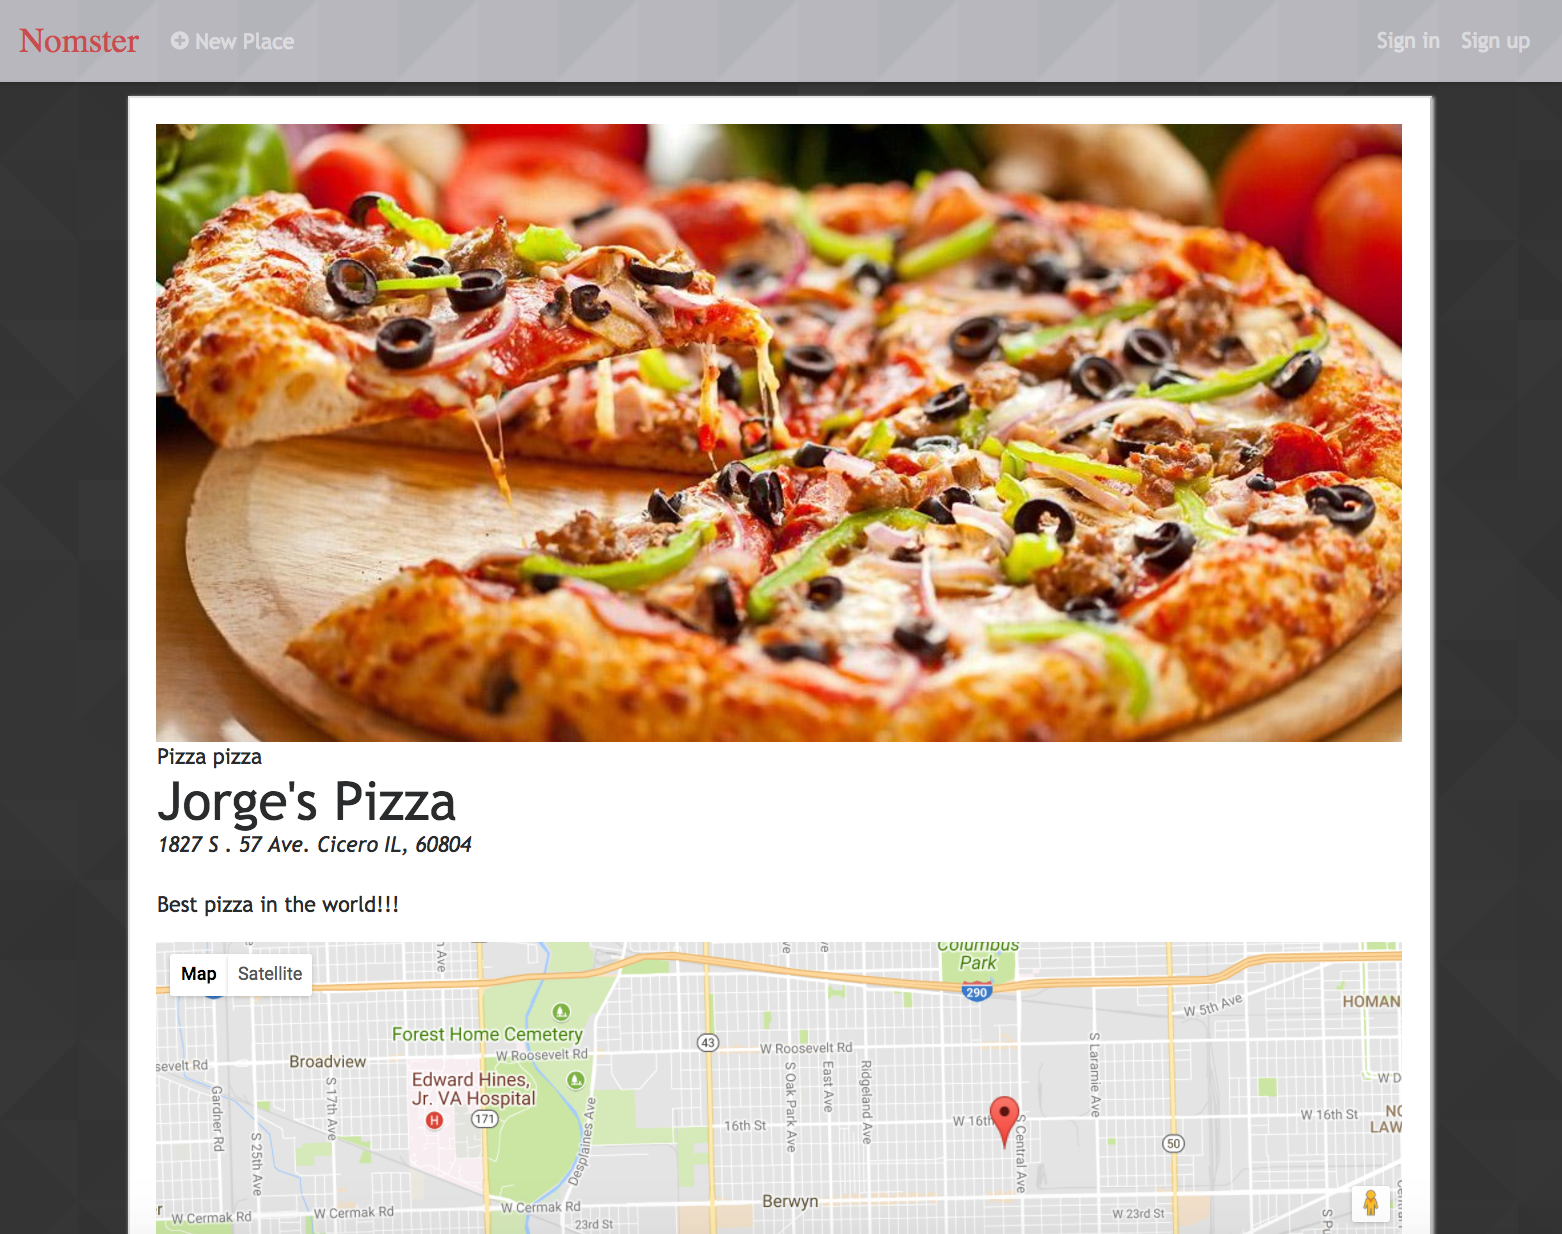 Nomster
New Place
Sign in
Sign up
Pizza pizza
Jorge's Pizza
1827 S . 57 Ave. Cicero IL, 60804
Best pizza in the world!!!
Map
Satellite
Columbus
Park
290
W 5th Ave
HOMAN
Forest Home Cemetery
43
W Roosevelt Rd
W Roosevelt Rd
sevelt Rd
Broadview
Edward Hines,
Jr. VA Hospital
H
171
Gardner Rd
S 17th Ave
S 25th Ave
Desplaines Ave
S Oak Park Ave
East Ave
Ridgeland Ave
S Laramie Ave
S Central Ave
W D
16th St
W 16th
W 16th St
NO
LAW
50
Berwyn
W Cermak Rd
W Cermak Rd
W Cermak Rd
23rd St
W 23rd St